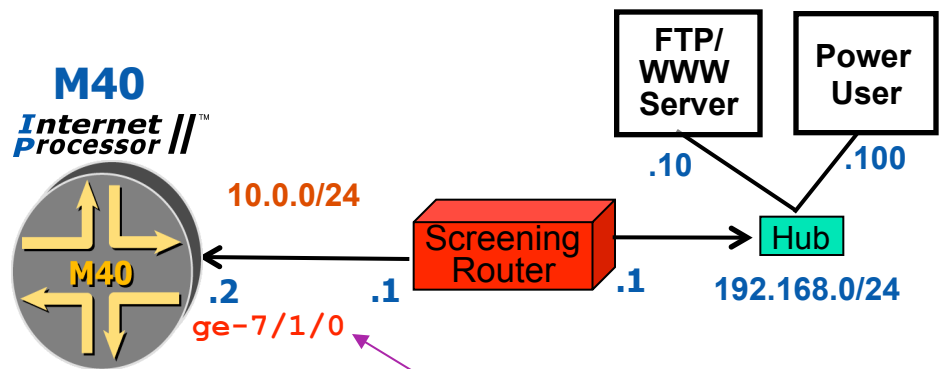 FTP/
WWW
Server
Power
User
M40
Internet
Processor II™
.10
.100
10.0.0/24
Screening
Router
Hub
M40
.2
.1
.1
192.168.0/24
ge-7/1/0